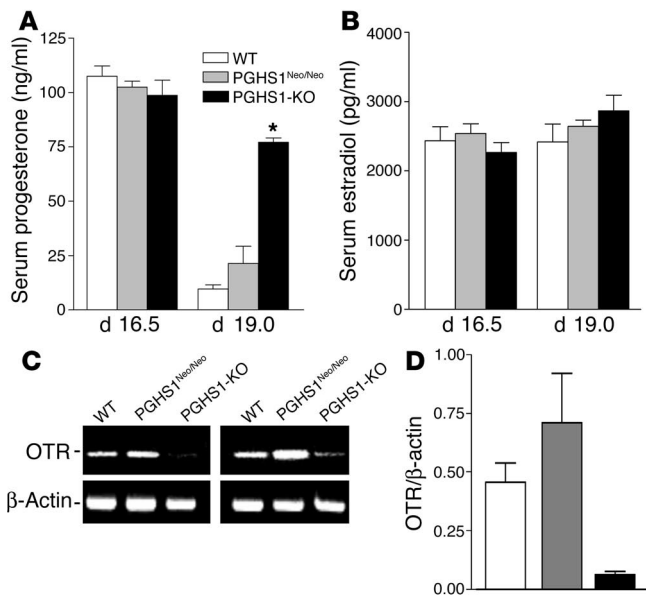 A
Serum progesterone (ng/ml)
125
100
75
50
25
0
WT
PGHS1Neo/Neo
PGHS1-KO
*
d 16.5
d 19.0
B
Serum estradiol (pg/ml)
4000
3000
2000
1000
0
d 16.5
d 19.0
C
WT
PGHS1Neo/Neo
PGHS1-KO
WT
PGHS1Neo/Neo
PGHS1-KO
OTR-
β-Actin-
D
OTR/β-actin
1.00
0.75
0.50
0.25
0.00